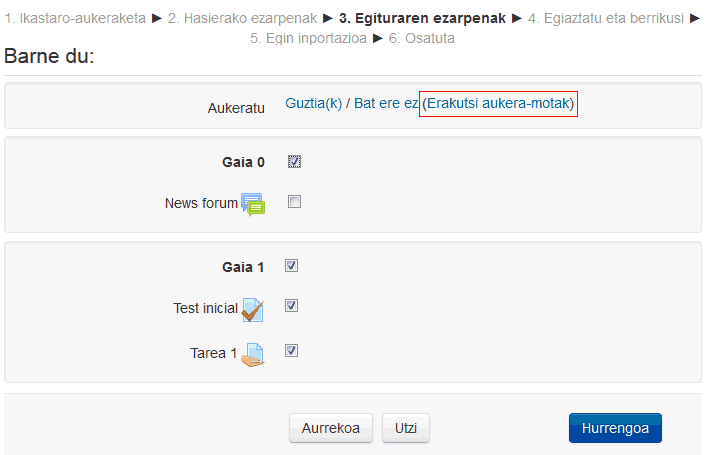 1. Ikastaro-aukeraketa ► 2. Hasierako ezarpenak ► 3. Egituraren ezarpenak ► 4. Egiaztatu eta berrikusi ►
5. Egin inportazioa ► 6. Osatuta
Barne du:
Aukeratu Guztia(k) / Bat ere ez (Erakutsi aukera-motak)
Gaia 0
News forum
Gaia 1
Test inicial
Tarea 1
Aurrekoa Utzi Hurrengoa